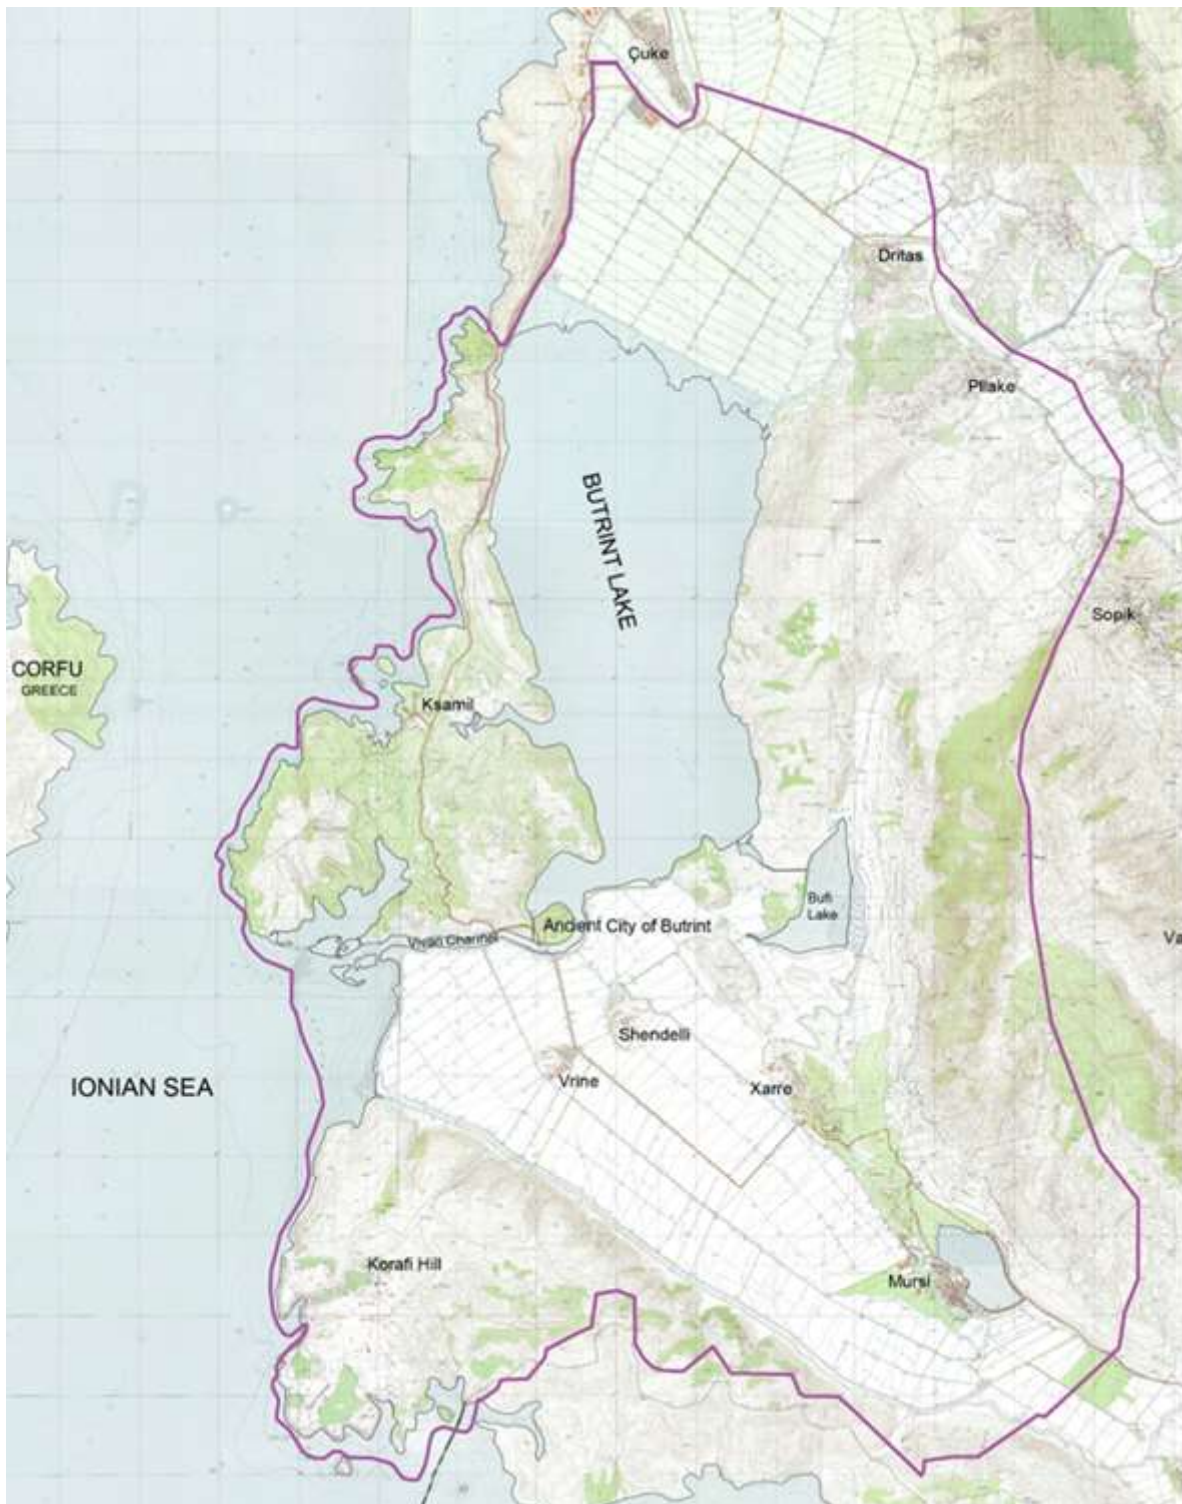 Çuke
Dritas
Pllake
BUTRINT LAKE
Sopik
CORFU
GREECE
Ksamil
Bufi
Lake
Ancient City of Butrint
Vivari Channel
Va
Shendelli
Vrine
Xarre
IONIAN SEA
Korafi Hill
Mursi